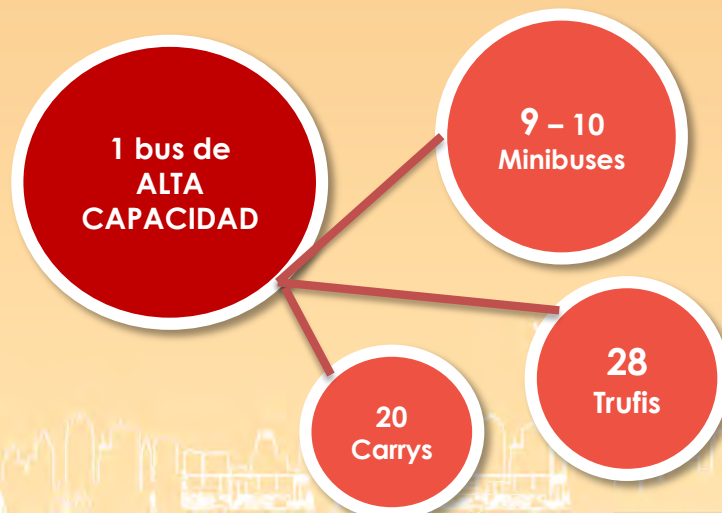 1 bus de
ALTA
CAPACIDAD
9 – 10
Minibuses
28
Trufis
20
Carrys